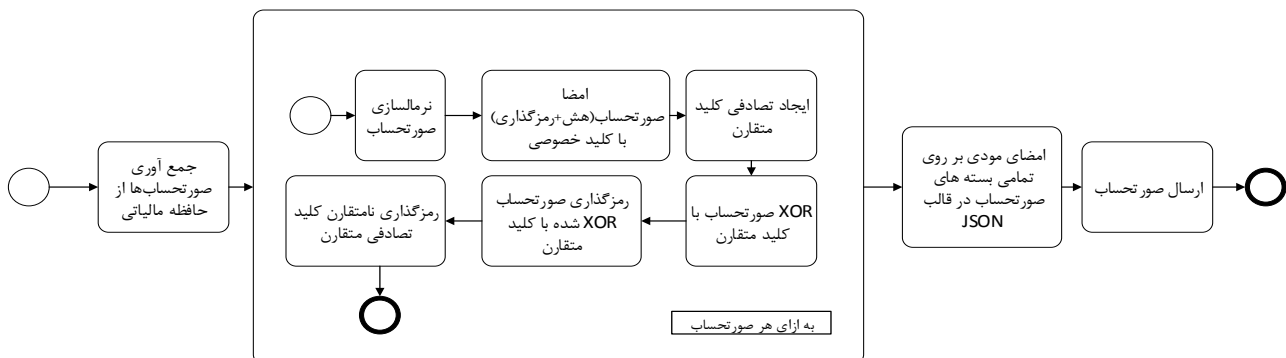 جمع آوری
صورتحساب‌ها از
حافظه مالیاتی
نرمالسازی
صورتحساب
امضا
صورتحساب(هش+رمزگذاری)
با کلید خصوصی
ایجاد تصادفی کلید
متقارن
XOR صورتحساب با
کلید متقارن
رمزگذاری صورتحساب
XOR شده با کلید
متقارن
رمزگذاری نامتقارن کلید
تصادفی متقارن
به ازای هر صورتحساب
امضای مودی بر روی
تمامی بسته های
صورتحساب در قالب
JSON
ارسال صورتحساب